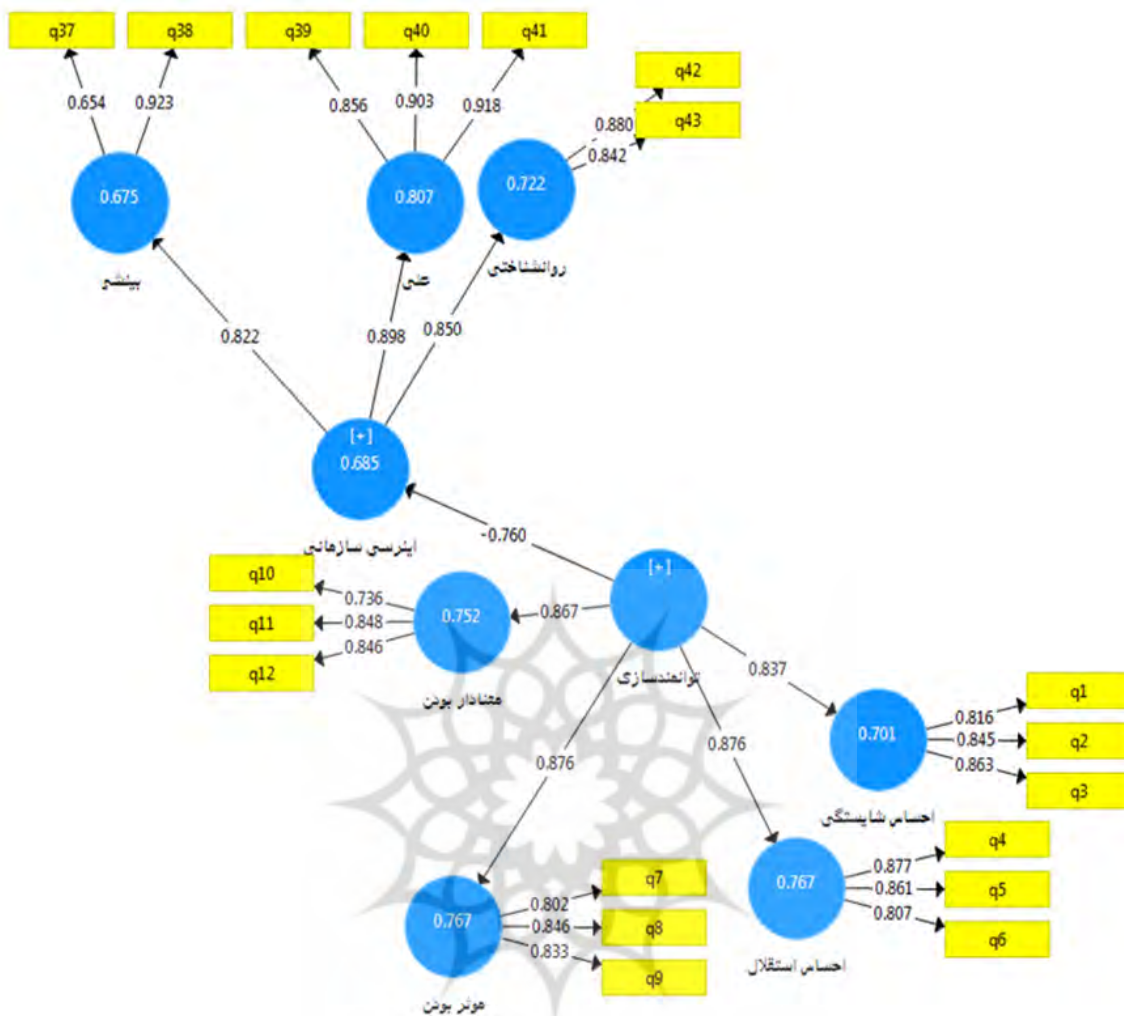 q37 q38 q39 q40 q41
q42
q43
0.654 0.923 0.856 0.903 0.918
0.880
0.842
0.675 0.807 0.722
بینشی عنی روانشناختی
0.822 0.898 0.850
[+]
0.685
اینرسی سازمانی
-0.760
[+]
توانمندسازی
q10
q11
q12
0.736
0.848
0.846
0.752
0.867
معنادار بودن
0.837
0.876
0.876
0.701
احساس شایستگی
0.816
0.845
0.863
q1
q2
q3
0.767
احساس استقلال
0.877
0.861
0.807
q4
q5
q6
0.767
موثر بودن
0.802
0.846
0.833
q7
q8
q9